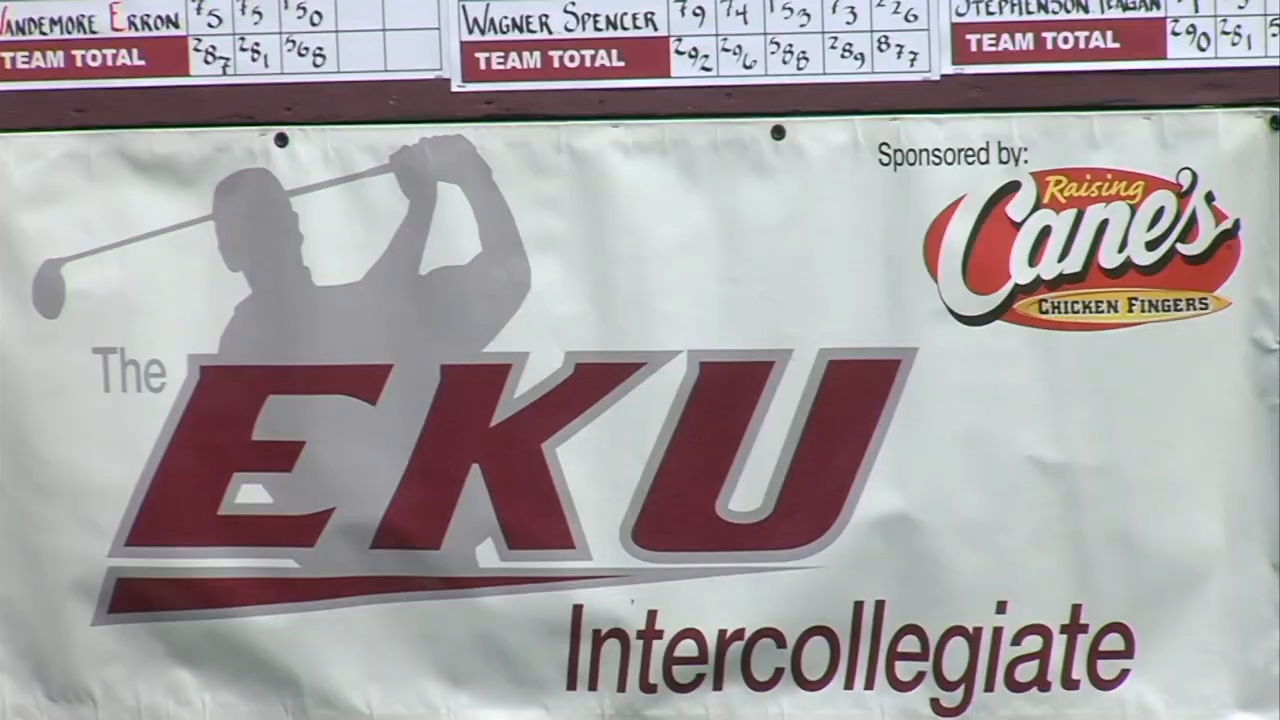 VANDEMORE ERRON 75 75 150
TEAM TOTAL 287 281 568
WAGNER SPENCER 79 74 153 73 226
TEAM TOTAL 292 296 588 289 877
STEPHENSON TEAGAN
TEAM TOTAL 290 281
Sponsored by:
Raising
Cane's
CHICKEN FINGERS
The
EKU
Intercollegiate